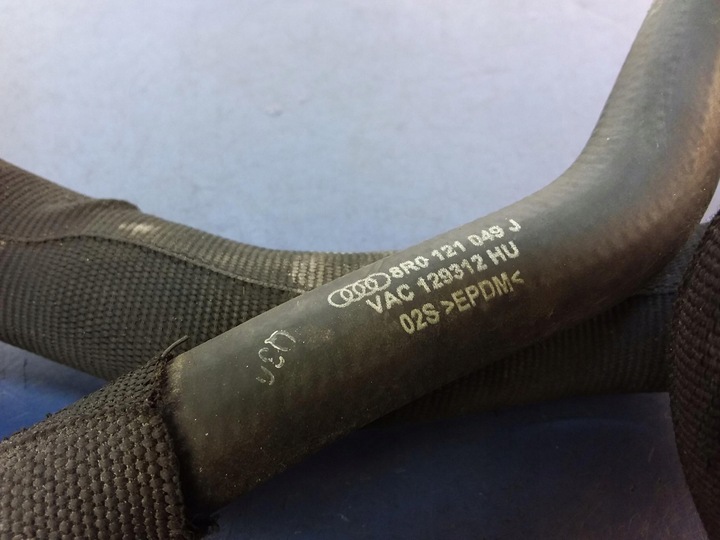 8R0 121 049 J
VAC 129312 HU
02S >EPDM<